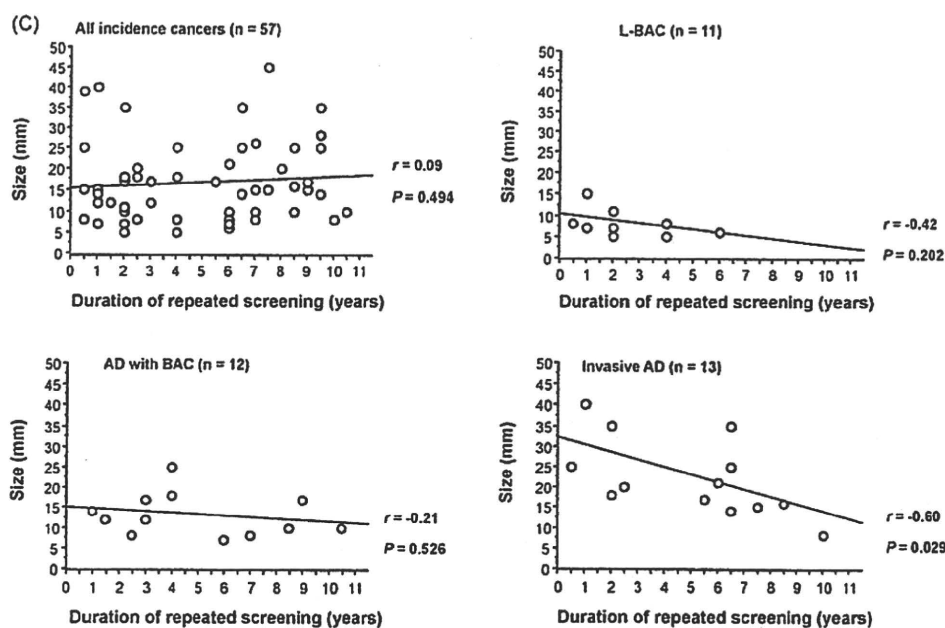 (C)
All incidence cancers (n = 57)
50
45
40
35
30
25
20
15
10
5
0
Size (mm)
0 1 2 3 4 5 6 7 8 9 10 11
Duration of repeated screening (years)
r = 0.09
P = 0.494
L-BAC (n = 11)
50
45
40
35
30
25
20
15
10
5
0
Size (mm)
0 1 2 3 4 5 6 7 8 9 10 11
Duration of repeated screening (years)
r = -0.42
P = 0.202
AD with BAC (n = 12)
50
45
40
35
30
25
20
15
10
5
0
Size (mm)
0 1 2 3 4 5 6 7 8 9 10 11
Duration of repeated screening (years)
r = -0.21
P = 0.526
Invasive AD (n = 13)
50
45
40
35
30
25
20
15
10
5
0
Size (mm)
0 1 2 3 4 5 6 7 8 9 10 11
Duration of repeated screening (years)
r = -0.60
P = 0.029